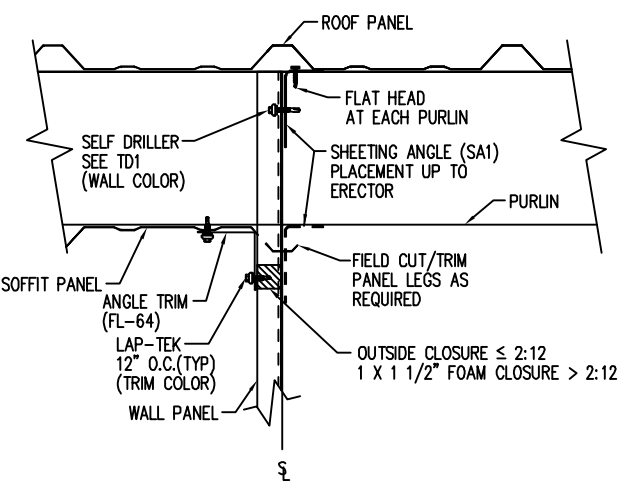 ROOF PANEL
FLAT HEAD
AT EACH PURLIN
SELF DRILLER
SEE TD1
(WALL COLOR)
SHEETING ANGLE (SA1)
PLACEMENT UP TO
ERECTOR
PURLIN
SOFFIT PANEL
ANGLE TRIM
(FL-64)
FIELD CUT/TRIM
PANEL LEGS AS
REQUIRED
LAP-TEK
12" O.C.(TYP)
(TRIM COLOR)
OUTSIDE CLOSURE ≤ 2:12
1 X 1 1/2" FOAM CLOSURE > 2:12
WALL PANEL